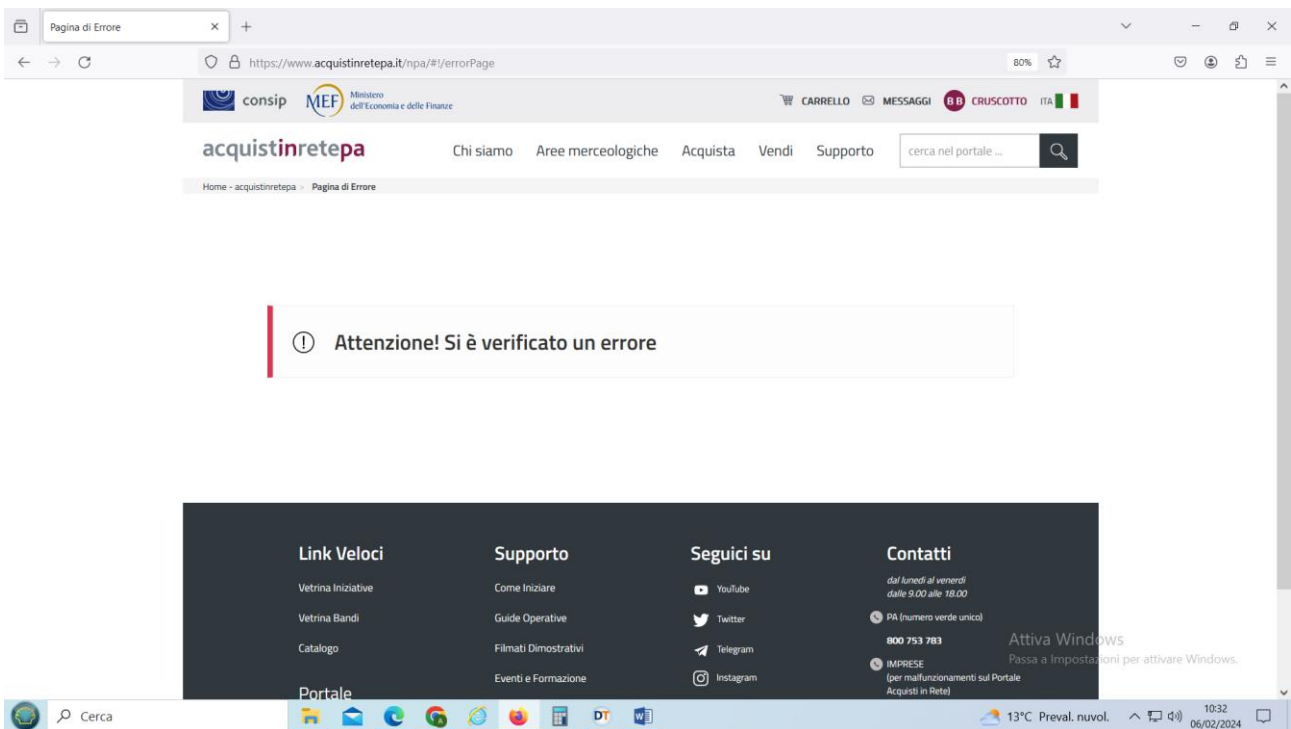 Pagina di Errore
https://www.acquistinretepa.it/npa/#!/errorPage
80%
consip
MEF
Ministero
dell'Economia e delle Finanze
CARRELLO
MESSAGGI
BB
CRUSCOTTO
ITA
acquistinretepa
Chi siamo
Aree merceologiche
Acquista
Vendi
Supporto
cerca nel portale ...
Home - acquistinretepa > Pagina di Errore
Attenzione! Si è verificato un errore
Link Veloci
Vetrina Iniziative
Vetrina Bandi
Catalogo
Portale
Supporto
Come Iniziare
Guide Operative
Filmati Dimostrativi
Eventi e Formazione
Seguici su
YouTube
Twitter
Telegram
Instagram
Contatti
dal lunedì al venerdì
dalle 9.00 alle 18.00
PA (numero verde unico)
800 753 783
IMPRESE
(per malfunzionamenti sul Portale
Acquisti in Rete)
Attiva Windows
Passa a Impostazioni per attivare Windows.
Cerca
DT
W
13°C Preval. nuvol.
10:32
06/02/2024